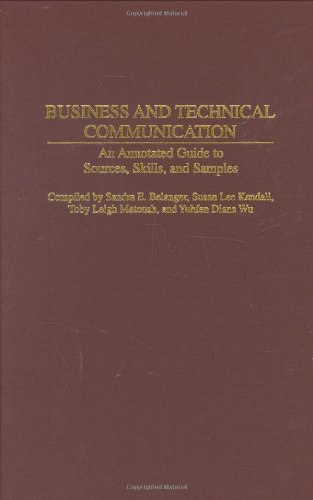 BUSINESS AND TECHNICAL
COMMUNICATION
An Annotated Guide to
Sources, Skills, and Samples
Compiled by Sandra E. Belanger, Susan Lee Kendall,
Toby Leigh Matoush, and Yuhfen Diana Wu